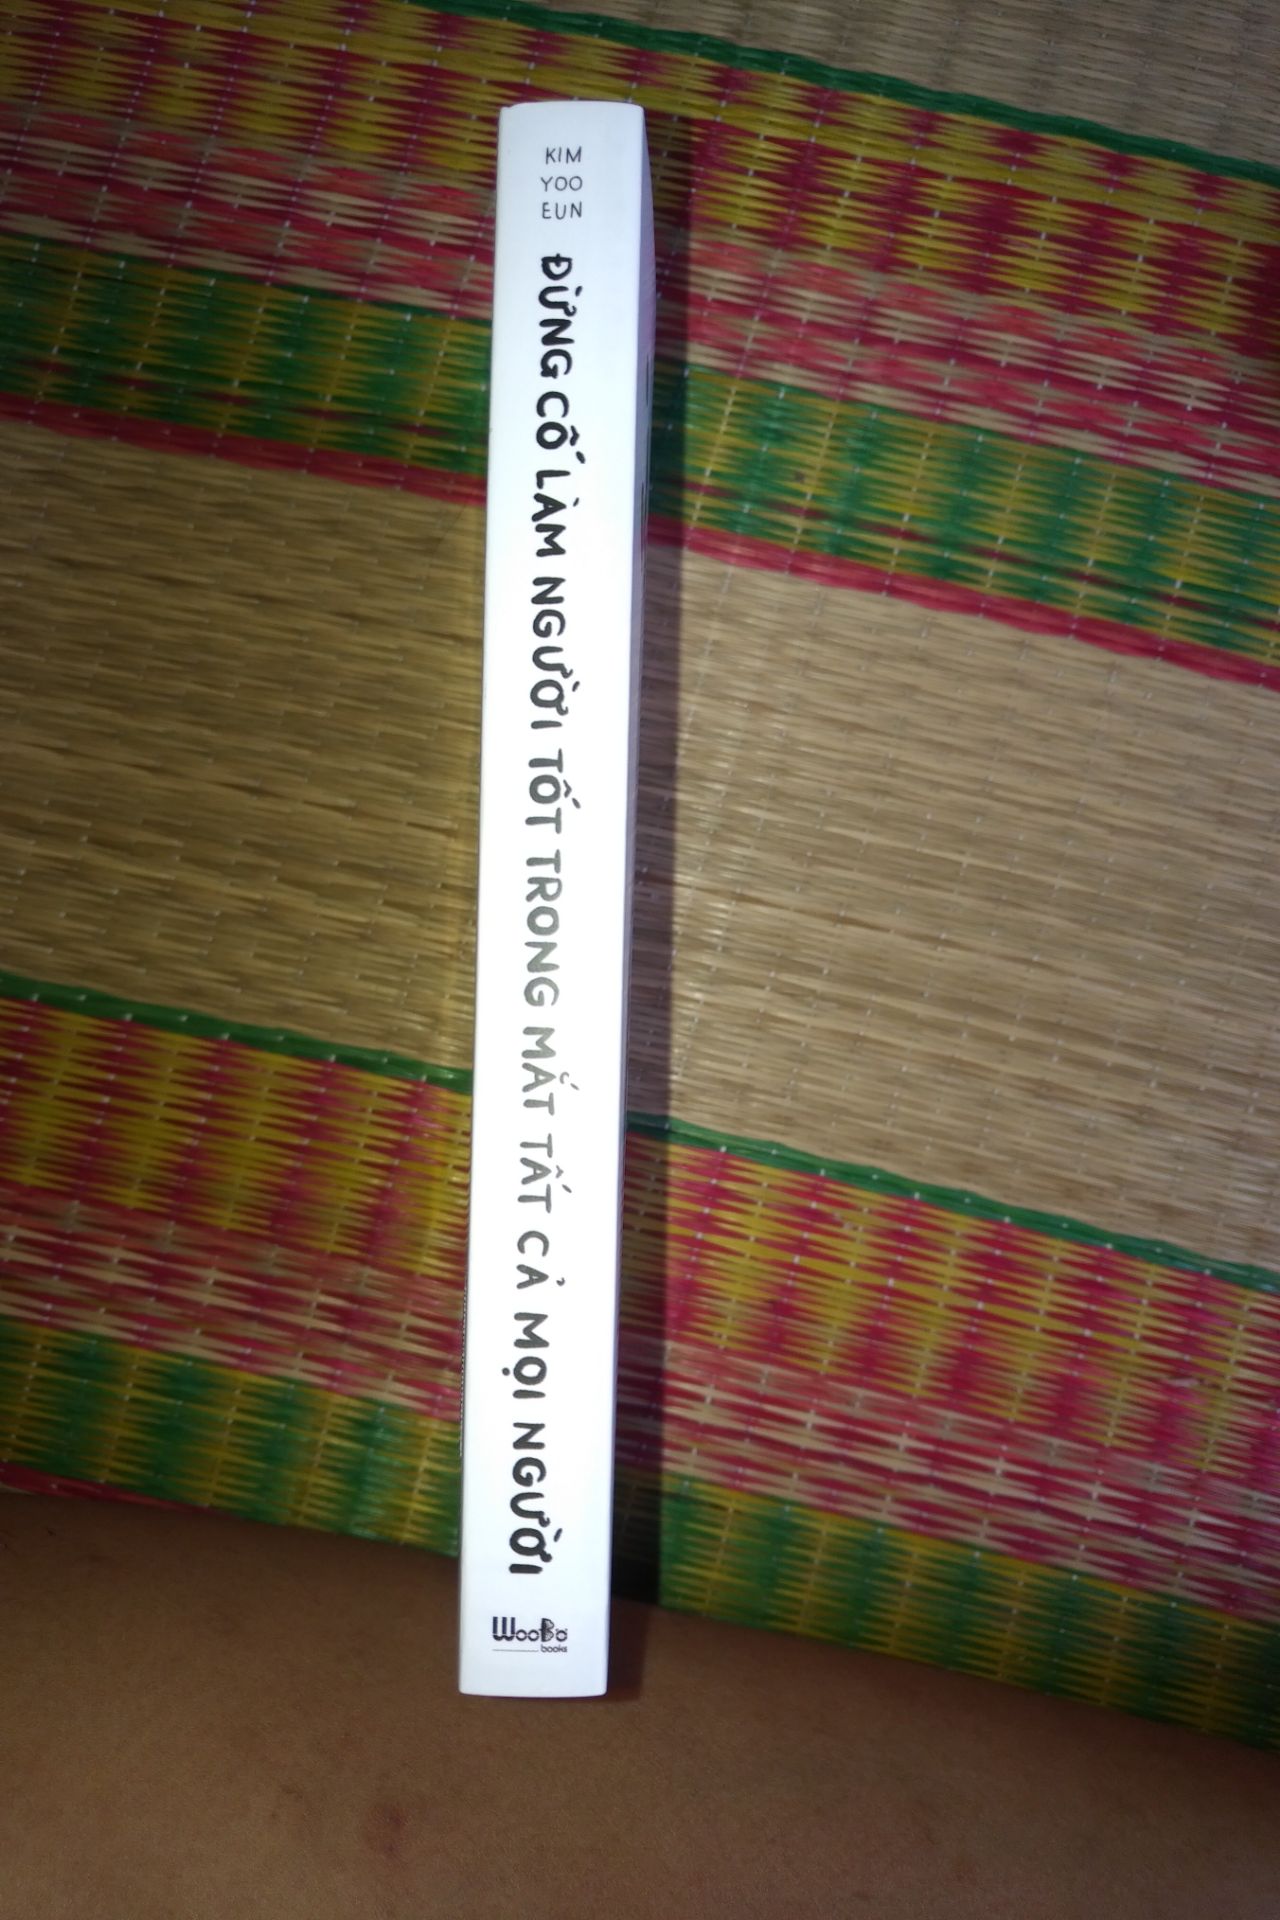 KIM
YOO
EUN
ĐỪNG CỐ LÀM NGƯỜI TỐT TRONG MẮT TẤT CẢ MỌI NGƯỜI
WooBo
books